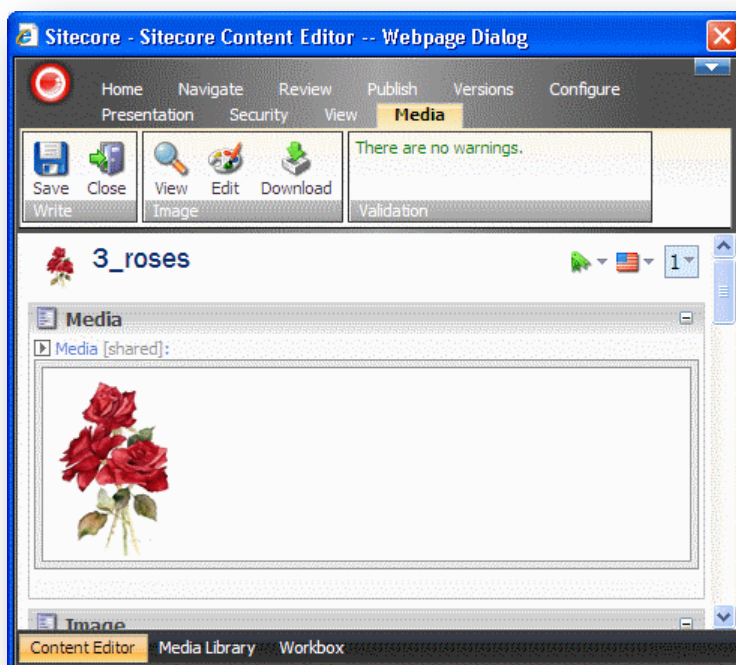 Sitecore - Sitecore Content Editor -- Webpage Dialog
Home Navigate Review Publish Versions Configure
Presentation Security View Media
There are no warnings.
Save Close View Edit Download
Write Image Validation
3_roses
1
Media
Media [shared]:
Image
Content Editor Media Library Workbox